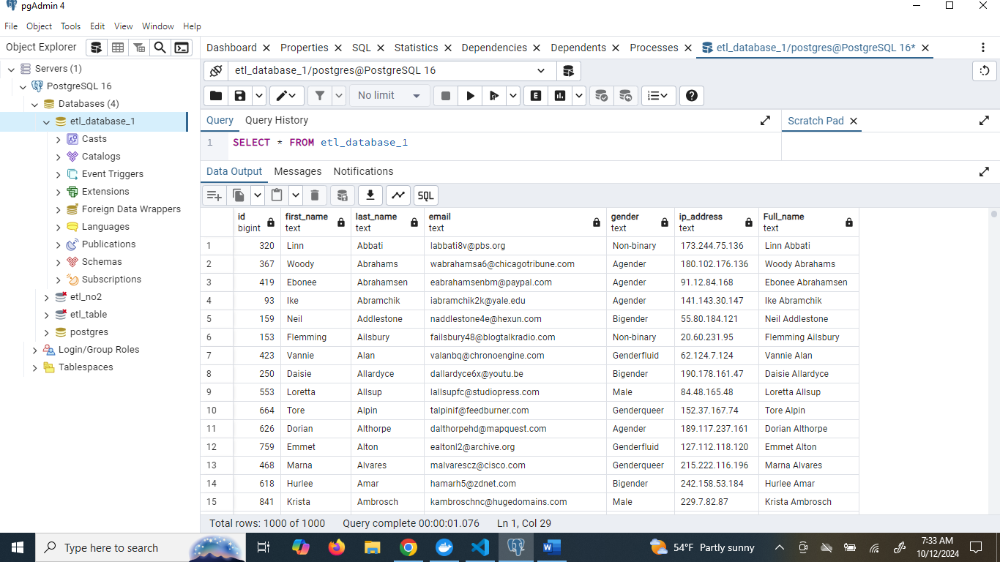 pgAdmin 4
File Object Tools Edit View Window Help
Object Explorer
Servers (1)
PostgreSQL 16
Databases (4)
etl_database_1
Casts
Catalogs
Event Triggers
Extensions
Foreign Data Wrappers
Languages
Publications
Schemas
Subscriptions
etl_no2
etl_table
postgres
Login/Group Roles
Tablespaces
Dashboard Properties SQL Statistics Dependencies Dependents Processes etl_database_1/postgres@PostgreSQL 16*
etl_database_1/postgres@PostgreSQL 16
No limit
E
Query Query History Scratch Pad
1 SELECT * FROM etl_database_1
Data Output Messages Notifications
SQL
id first_name last_name email gender ip_address Full_name
bigint text text text text text text
1 320 Linn Abbati labbati8v@pbs.org Non-binary 173.244.75.136 Linn Abbati
2 367 Woody Abrahams wabrahamsa6@chicagotribune.com Agender 180.102.176.136 Woody Abrahams
3 419 Ebonee Abrahamsen eabrahamsenbm@paypal.com Agender 91.12.84.168 Ebonee Abrahamsen
4 93 Ike Abramchik iabramchik2k@yale.edu Agender 141.143.30.147 Ike Abramchik
5 159 Neil Addlestone naddlestone4e@hexun.com Bigender 55.80.184.121 Neil Addlestone
6 153 Flemming Ailsbury failsbury48@blogtalkradio.com Non-binary 20.60.231.95 Flemming Ailsbury
7 423 Vannie Alan valanbq@chronoengine.com Genderfluid 62.124.7.124 Vannie Alan
8 250 Daisie Allardyce dallardyce6x@youtu.be Bigender 190.178.161.47 Daisie Allardyce
9 553 Loretta Allsup lallsupfc@studiopress.com Male 84.48.165.48 Loretta Allsup
10 664 Tore Alpin talpinif@feedburner.com Genderqueer 152.37.167.74 Tore Alpin
11 626 Dorian Althorpe dalthorpehd@mapquest.com Agender 189.117.237.161 Dorian Althorpe
12 759 Emmet Alton ealtonl2@archive.org Genderfluid 127.112.118.120 Emmet Alton
13 468 Marna Alvares malvarescz@cisco.com Genderqueer 215.222.116.196 Marna Alvares
14 618 Hurlee Amar hamarh5@zdnet.com Bigender 242.158.53.184 Hurlee Amar
15 841 Krista Ambrosch kambroschnc@hugedomains.com Male 229.7.82.87 Krista Ambrosch
Total rows: 1000 of 1000 Query complete 00:00:01.076 Ln 1, Col 29
Type here to search
54°F Partly sunny
7:33 AM
10/12/2024